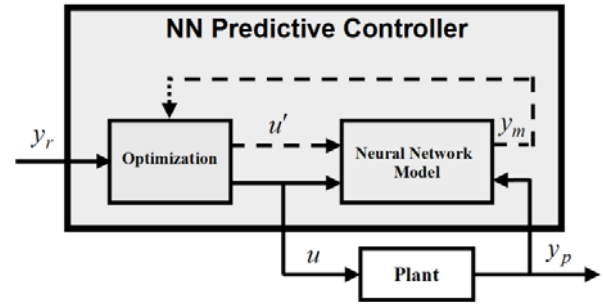 NN Predictive Controller
y_r
Optimization
u'
Neural Network
Model
y_m
u
Plant
y_p